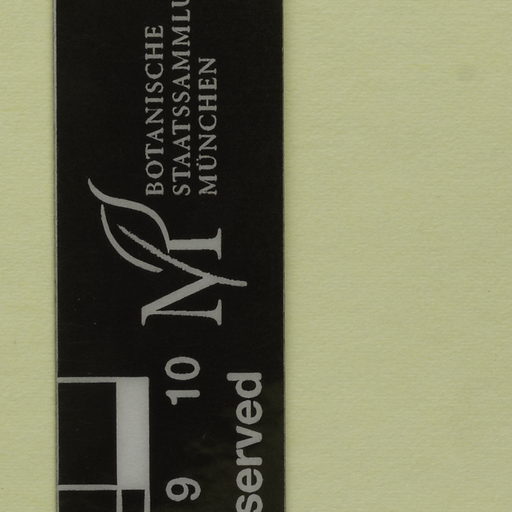 BOTANISCHE
STAATSSAMMLU
MÜNCHEN
9 10
served